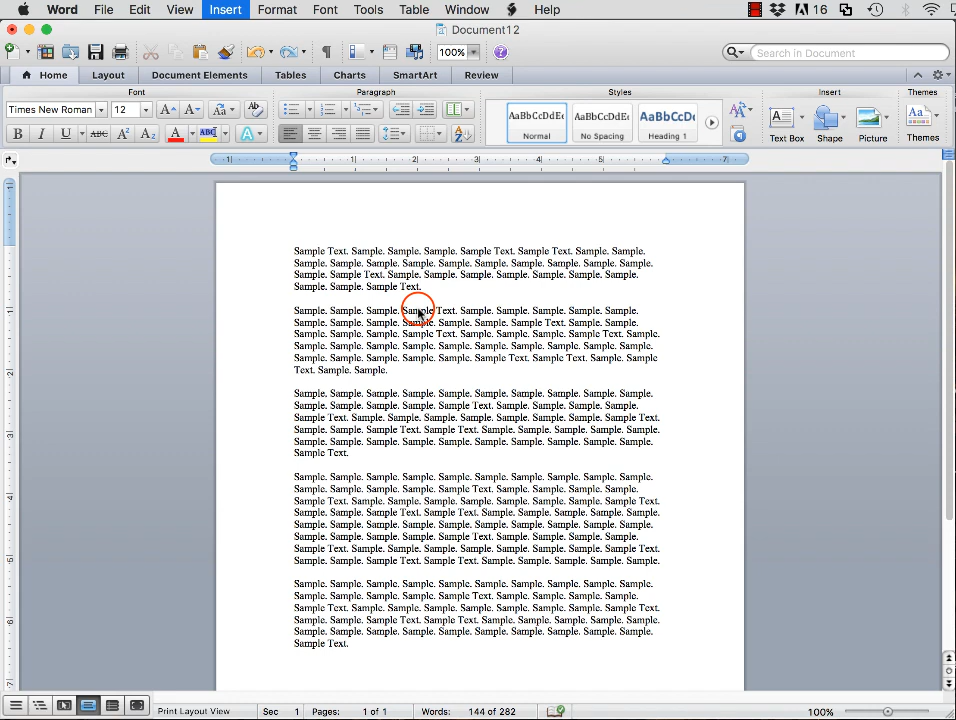 Word File Edit View Insert Format Font Tools Table Window Help 16
Document12
100% Search in Document
Home Layout Document Elements Tables Charts SmartArt Review
Font Paragraph Styles Insert Themes
Times New Roman 12 AaBbCcDdEe AaBbCcDdEe AaBbCcDc
B I U ABC A A A ABC A Normal No Spacing Heading 1 Text Box Shape Picture Themes
1 1 2 3 4 5 7
Sample Text. Sample. Sample. Sample. Sample Text. Sample Text. Sample. Sample.
Sample. Sample. Sample. Sample. Sample. Sample. Sample. Sample. Sample. Sample.
Sample. Sample Text. Sample. Sample. Sample. Sample. Sample. Sample. Sample.
Sample. Sample. Sample Text.
Sample. Sample. Sample. Sample Text. Sample. Sample. Sample. Sample. Sample.
Sample. Sample. Sample. Sample. Sample. Sample. Sample Text. Sample. Sample.
Sample. Sample. Sample. Sample Text. Sample. Sample. Sample. Sample Text. Sample.
Sample. Sample. Sample. Sample. Sample. Sample. Sample. Sample. Sample. Sample.
Sample. Sample. Sample. Sample. Sample. Sample Text. Sample Text. Sample. Sample
Text. Sample. Sample.
Sample. Sample. Sample. Sample. Sample. Sample. Sample. Sample. Sample. Sample.
Sample. Sample. Sample. Sample. Sample Text. Sample. Sample. Sample. Sample.
Sample Text. Sample. Sample. Sample. Sample. Sample. Sample. Sample. Sample Text.
Sample. Sample. Sample. Sample Text. Sample Text. Sample. Sample. Sample. Sample.
Sample. Sample. Sample. Sample. Sample. Sample. Sample. Sample. Sample. Sample.
Sample Text.
Sample. Sample. Sample. Sample. Sample. Sample. Sample. Sample. Sample. Sample.
Sample. Sample. Sample. Sample. Sample Text. Sample. Sample. Sample. Sample.
Sample Text. Sample. Sample. Sample. Sample. Sample. Sample. Sample. Sample Text.
Sample. Sample. Sample. Sample Text. Sample Text. Sample. Sample. Sample. Sample.
Sample. Sample. Sample. Sample. Sample. Sample. Sample. Sample. Sample. Sample.
Sample. Sample. Sample. Sample. Sample Text. Sample. Sample. Sample. Sample.
Sample Text. Sample. Sample. Sample. Sample. Sample. Sample. Sample. Sample Text.
Sample. Sample. Sample. Sample Text. Sample Text. Sample. Sample. Sample. Sample.
Sample. Sample. Sample. Sample. Sample. Sample. Sample. Sample. Sample. Sample.
Sample. Sample. Sample. Sample. Sample Text. Sample. Sample. Sample. Sample.
Sample Text. Sample. Sample. Sample. Sample. Sample. Sample. Sample. Sample Text.
Sample. Sample. Sample. Sample Text. Sample Text. Sample. Sample. Sample. Sample.
Sample. Sample. Sample. Sample. Sample. Sample. Sample. Sample. Sample. Sample.
Sample Text.
Print Layout View Sec 1 Pages: 1 of 1 Words: 144 of 282 100%